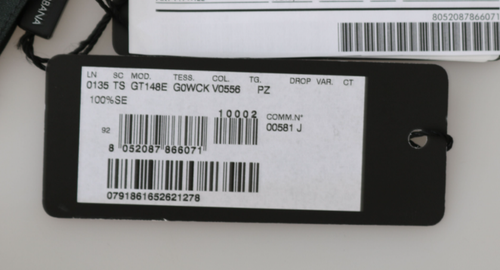 BBANA
8052087866071
LN SC MOD. TESS. COL. TG. DROP VAR. CT
0135 TS GT148E G0WCK V0556 PZ
100%SE
10002 COMM.N°
00581 J
92
8 052087 866071
0791861652621278